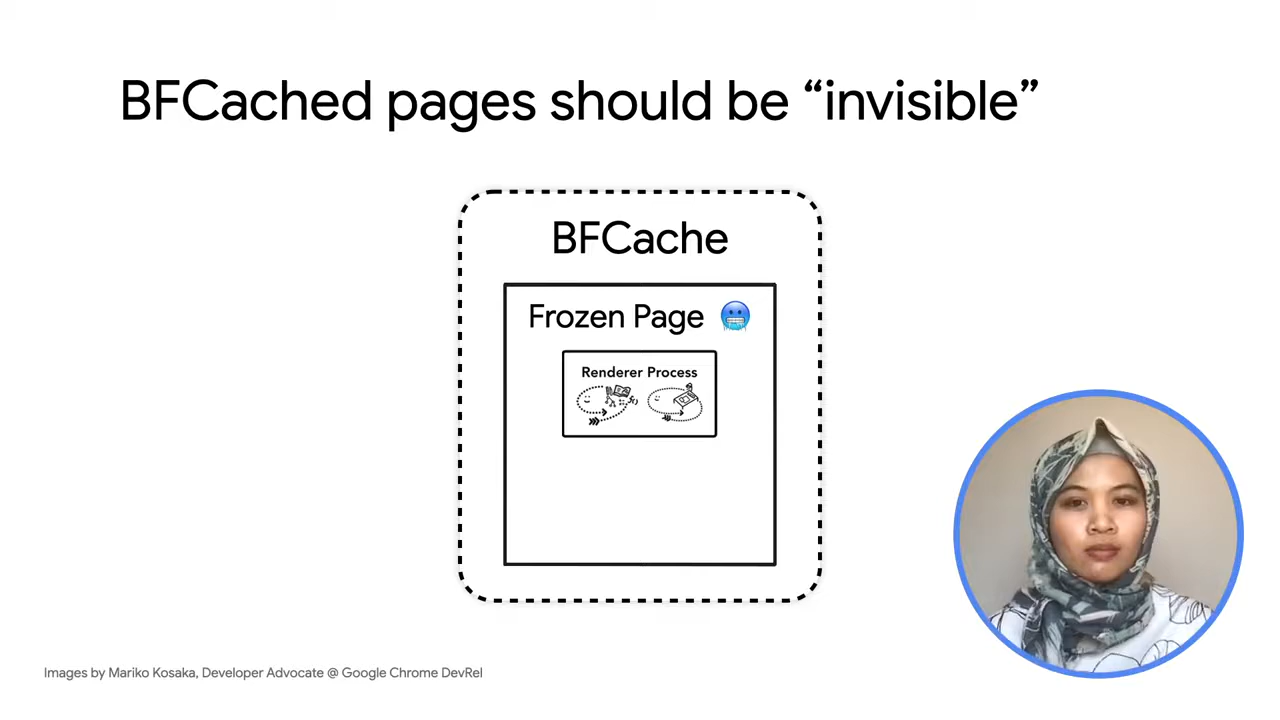 BFCached pages should be “invisible”
BFCache
Frozen Page 🥶
Renderer Process
Images by Mariko Kosaka, Developer Advocate @ Google Chrome DevRel